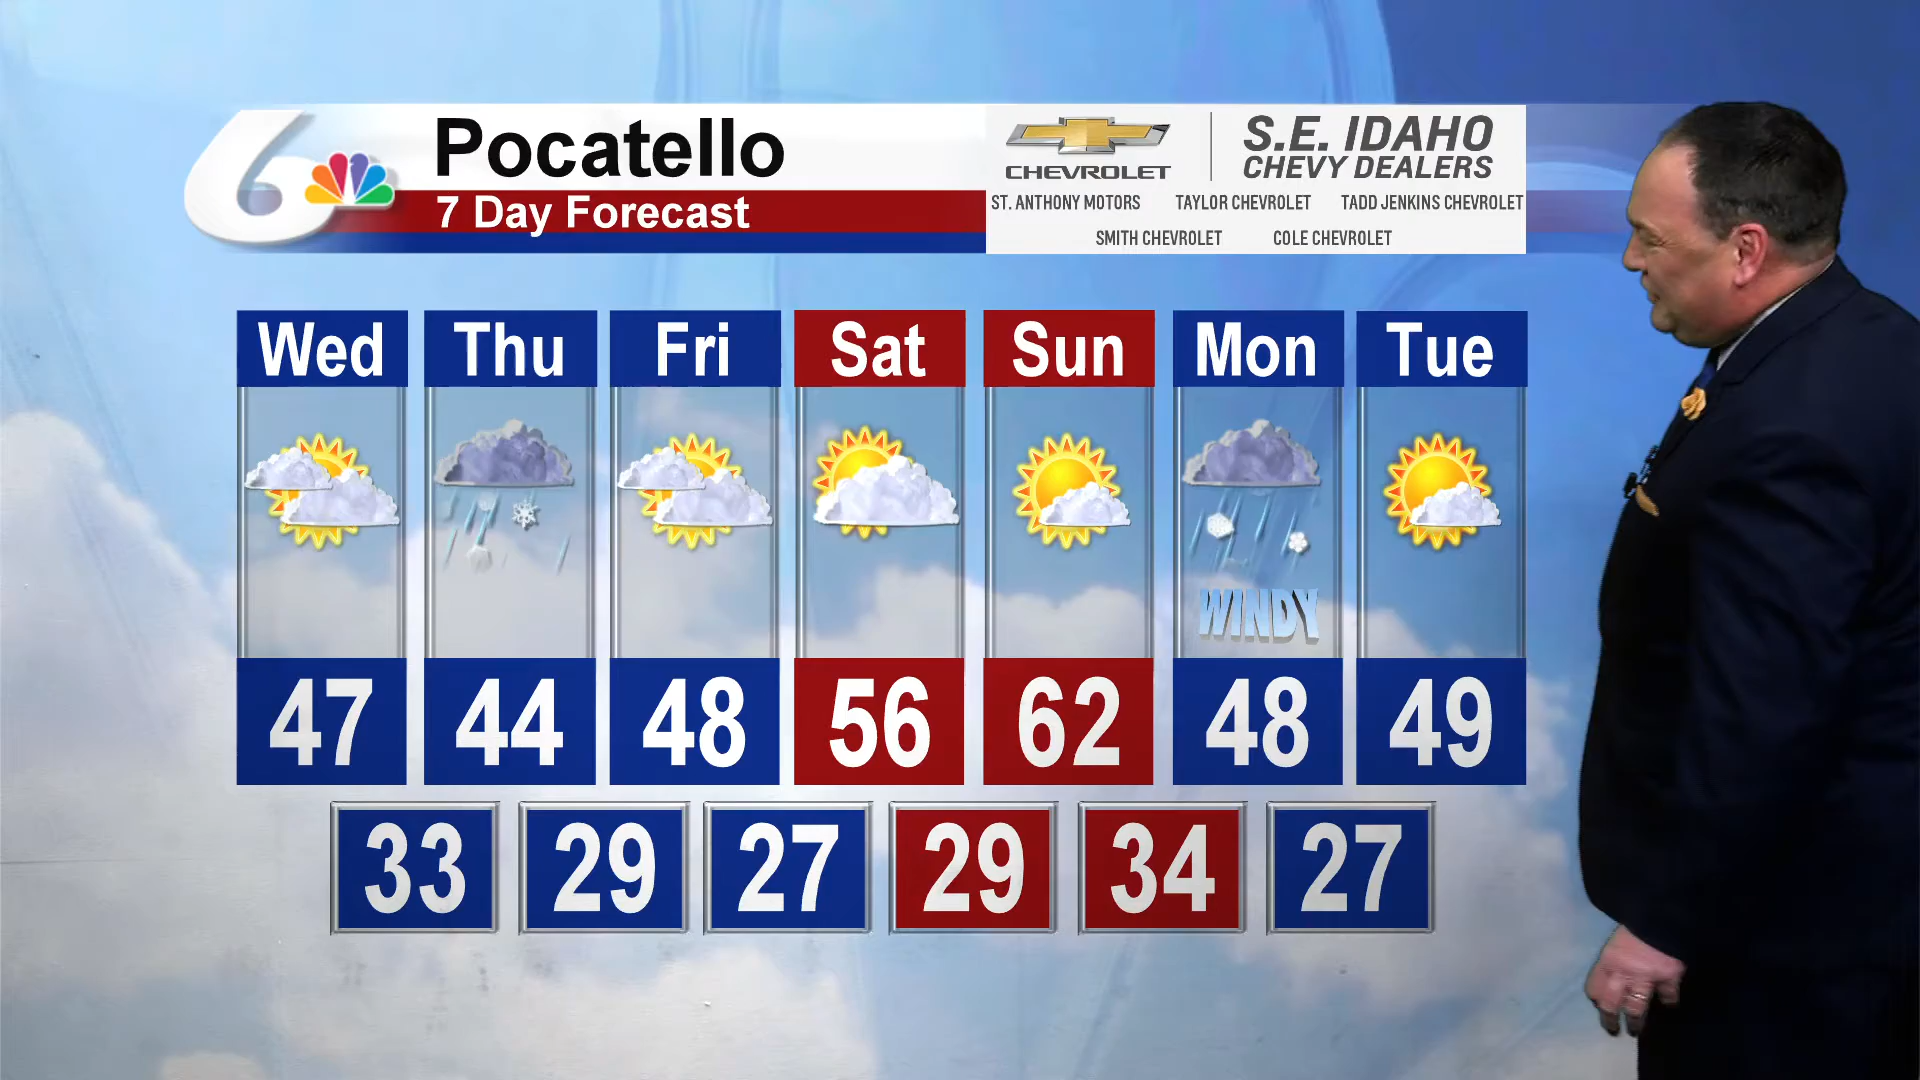 6
Pocatello
7 Day Forecast
CHEVROLET
S.E. IDAHO
CHEVY DEALERS
ST. ANTHONY MOTORS TAYLOR CHEVROLET TADD JENKINS CHEVROLET
SMITH CHEVROLET COLE CHEVROLET
Wed Thu Fri Sat Sun Mon Tue
WINDY
47 44 48 56 62 48 49
33 29 27 29 34 27